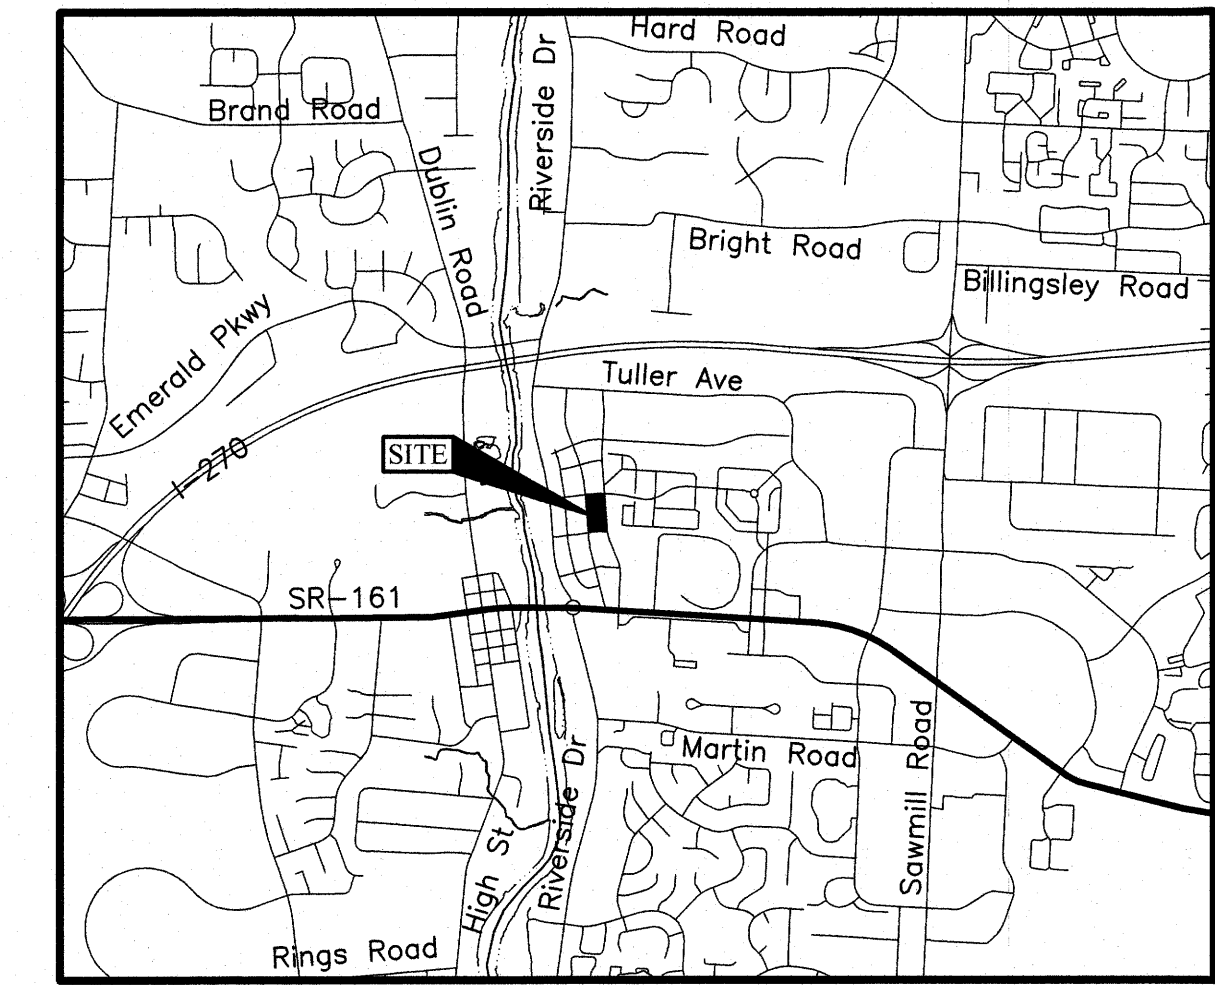 Hard Road
Riverside Dr
Brand Road
Dublin Road
Bright Road
Billingsley Road
Emerald Pkwy
Tuller Ave
I-270
SITE
SR-161
Martin Road
Sawmill Road
Riverside Dr
High St
Rings Road